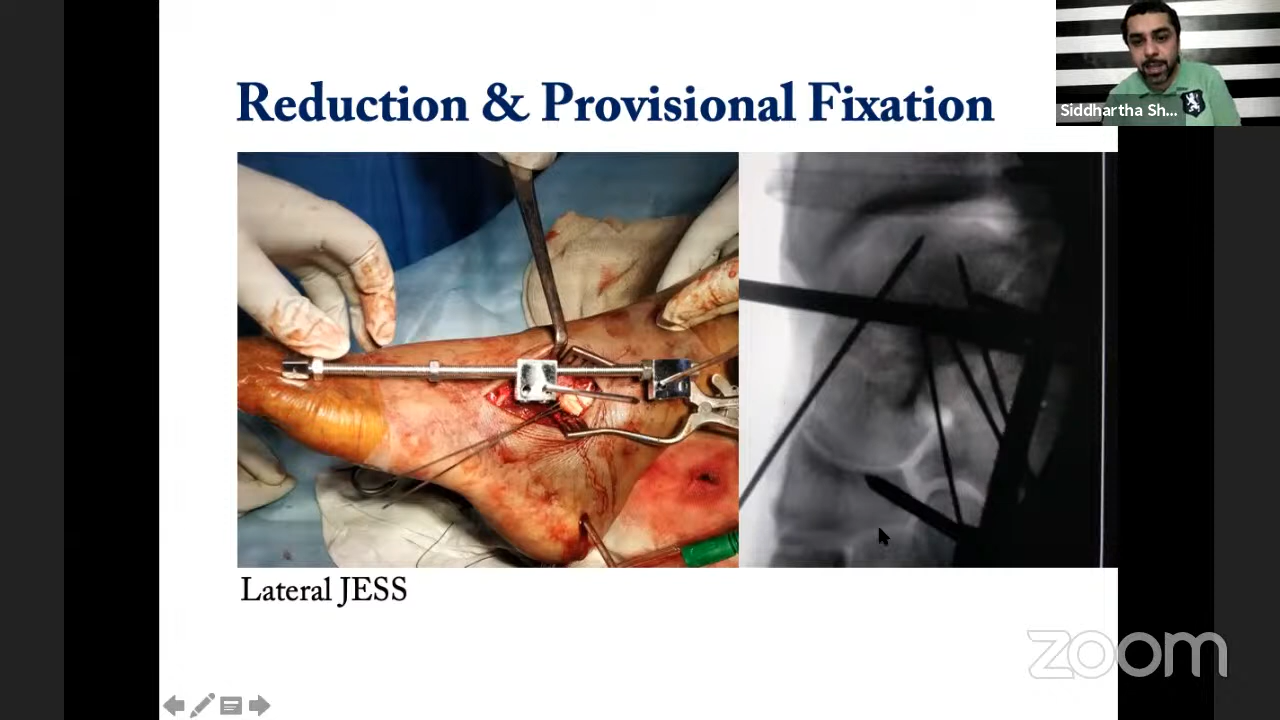 Reduction & Provisional Fixation
Siddhartha Sh...
Lateral JESS
zoom